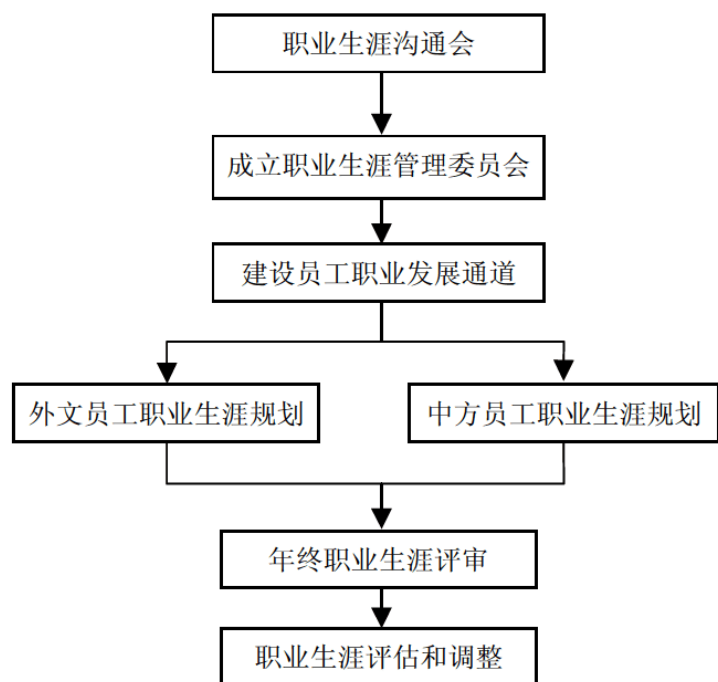 职业生涯沟通会
成立职业生涯管理委员会
建设员工职业发展通道
外文员工职业生涯规划
中方员工职业生涯规划
年终职业生涯评审
职业生涯评估和调整